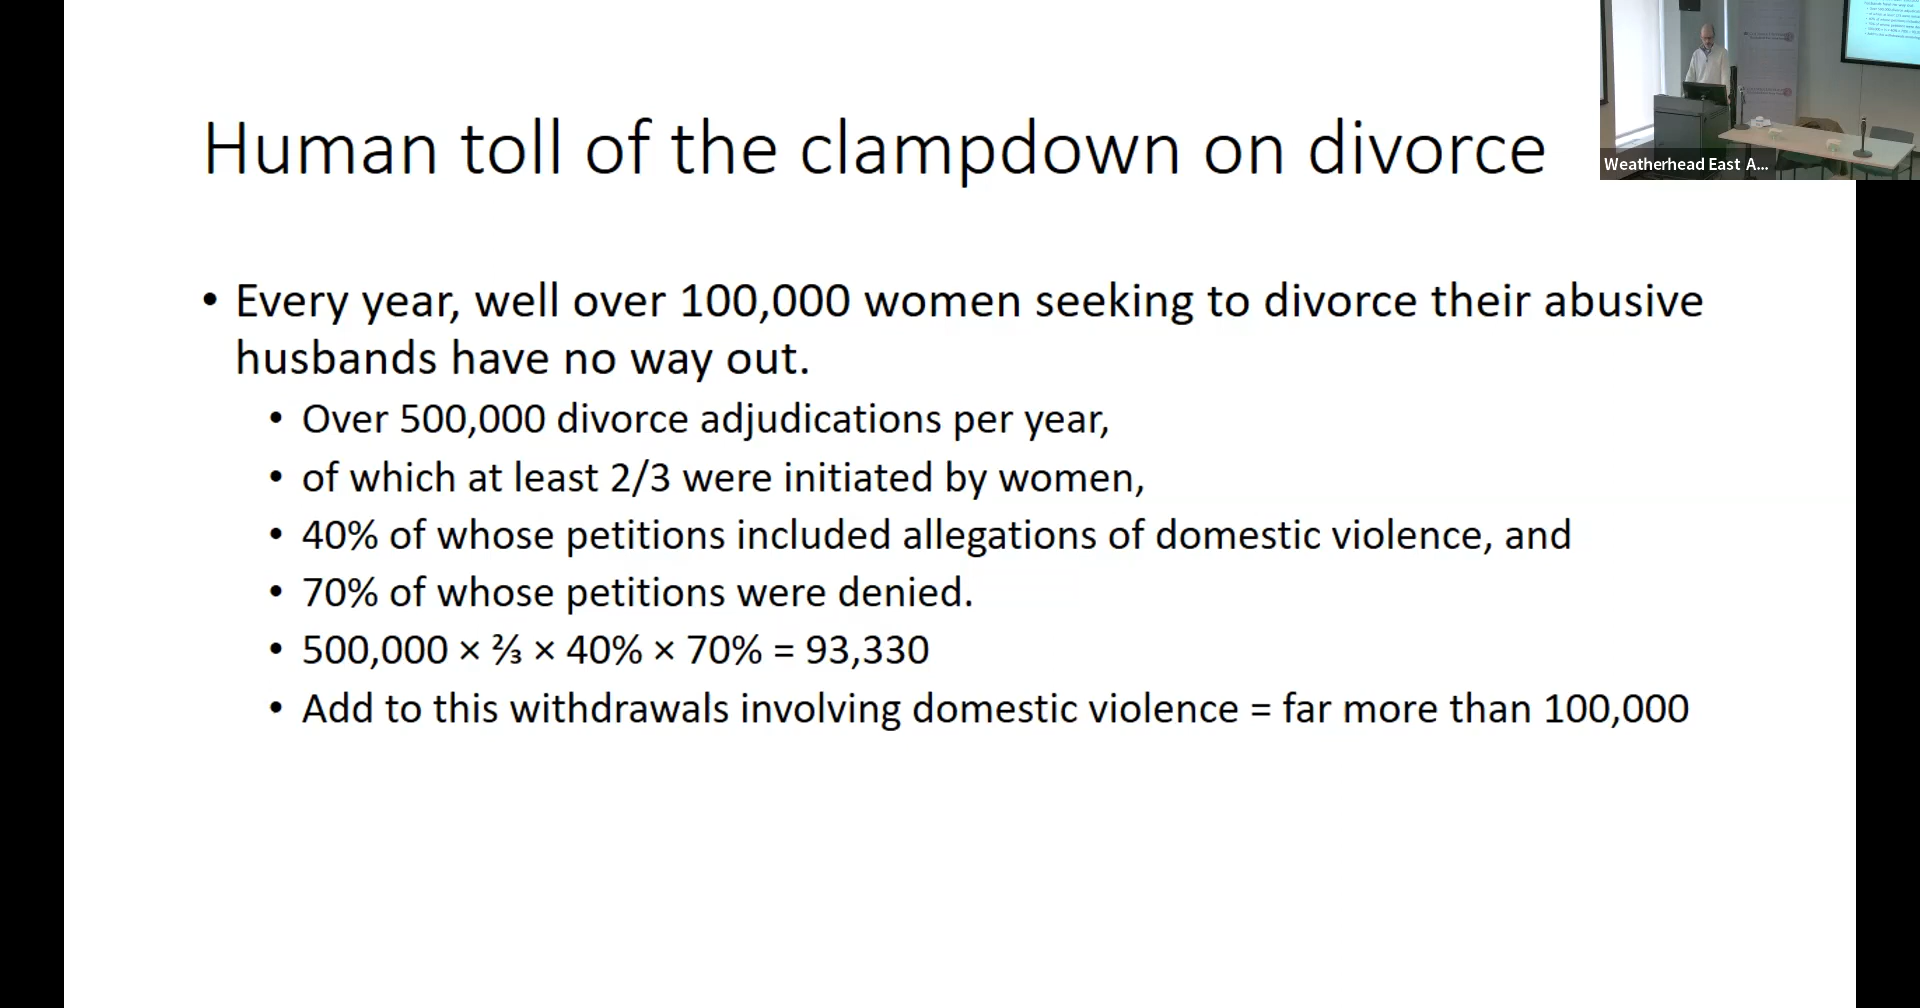 Human toll of the clampdown on divorce
Weatherhead East A...
• Every year, well over 100,000 women seeking to divorce their abusive
husbands have no way out.
• Over 500,000 divorce adjudications per year,
• of which at least 2/3 were initiated by women,
• 40% of whose petitions included allegations of domestic violence, and
• 70% of whose petitions were denied.
• 500,000 × ⅔ × 40% × 70% = 93,330
• Add to this withdrawals involving domestic violence = far more than 100,000